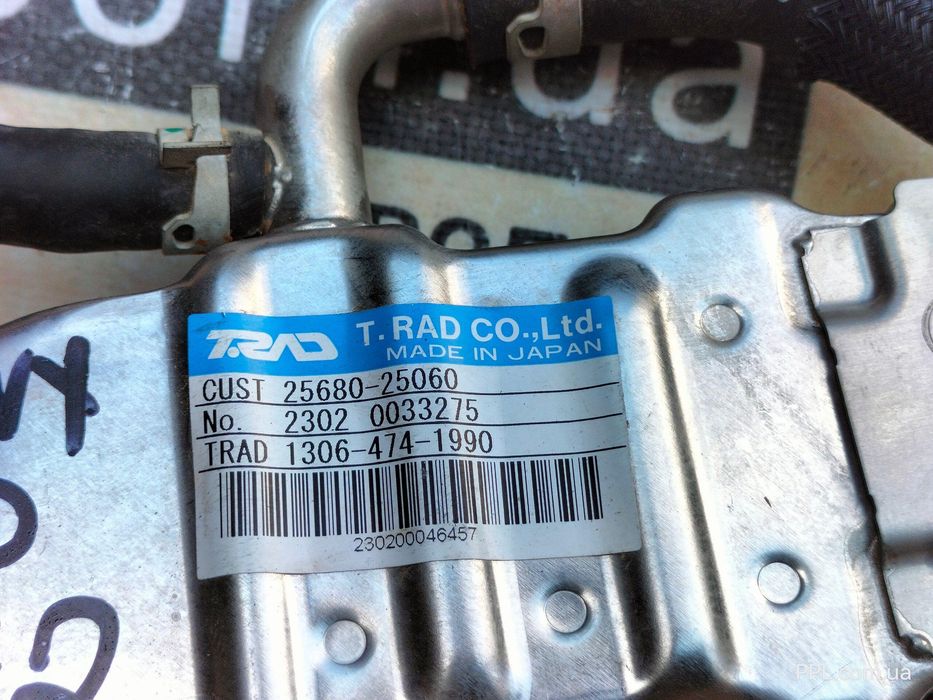 T.RAD T.RAD CO.,Ltd.
MADE IN JAPAN
CUST 25680-25060
No. 2302 0033275
TRAD 1306-474-1990
230200046457
PPL.com.ua